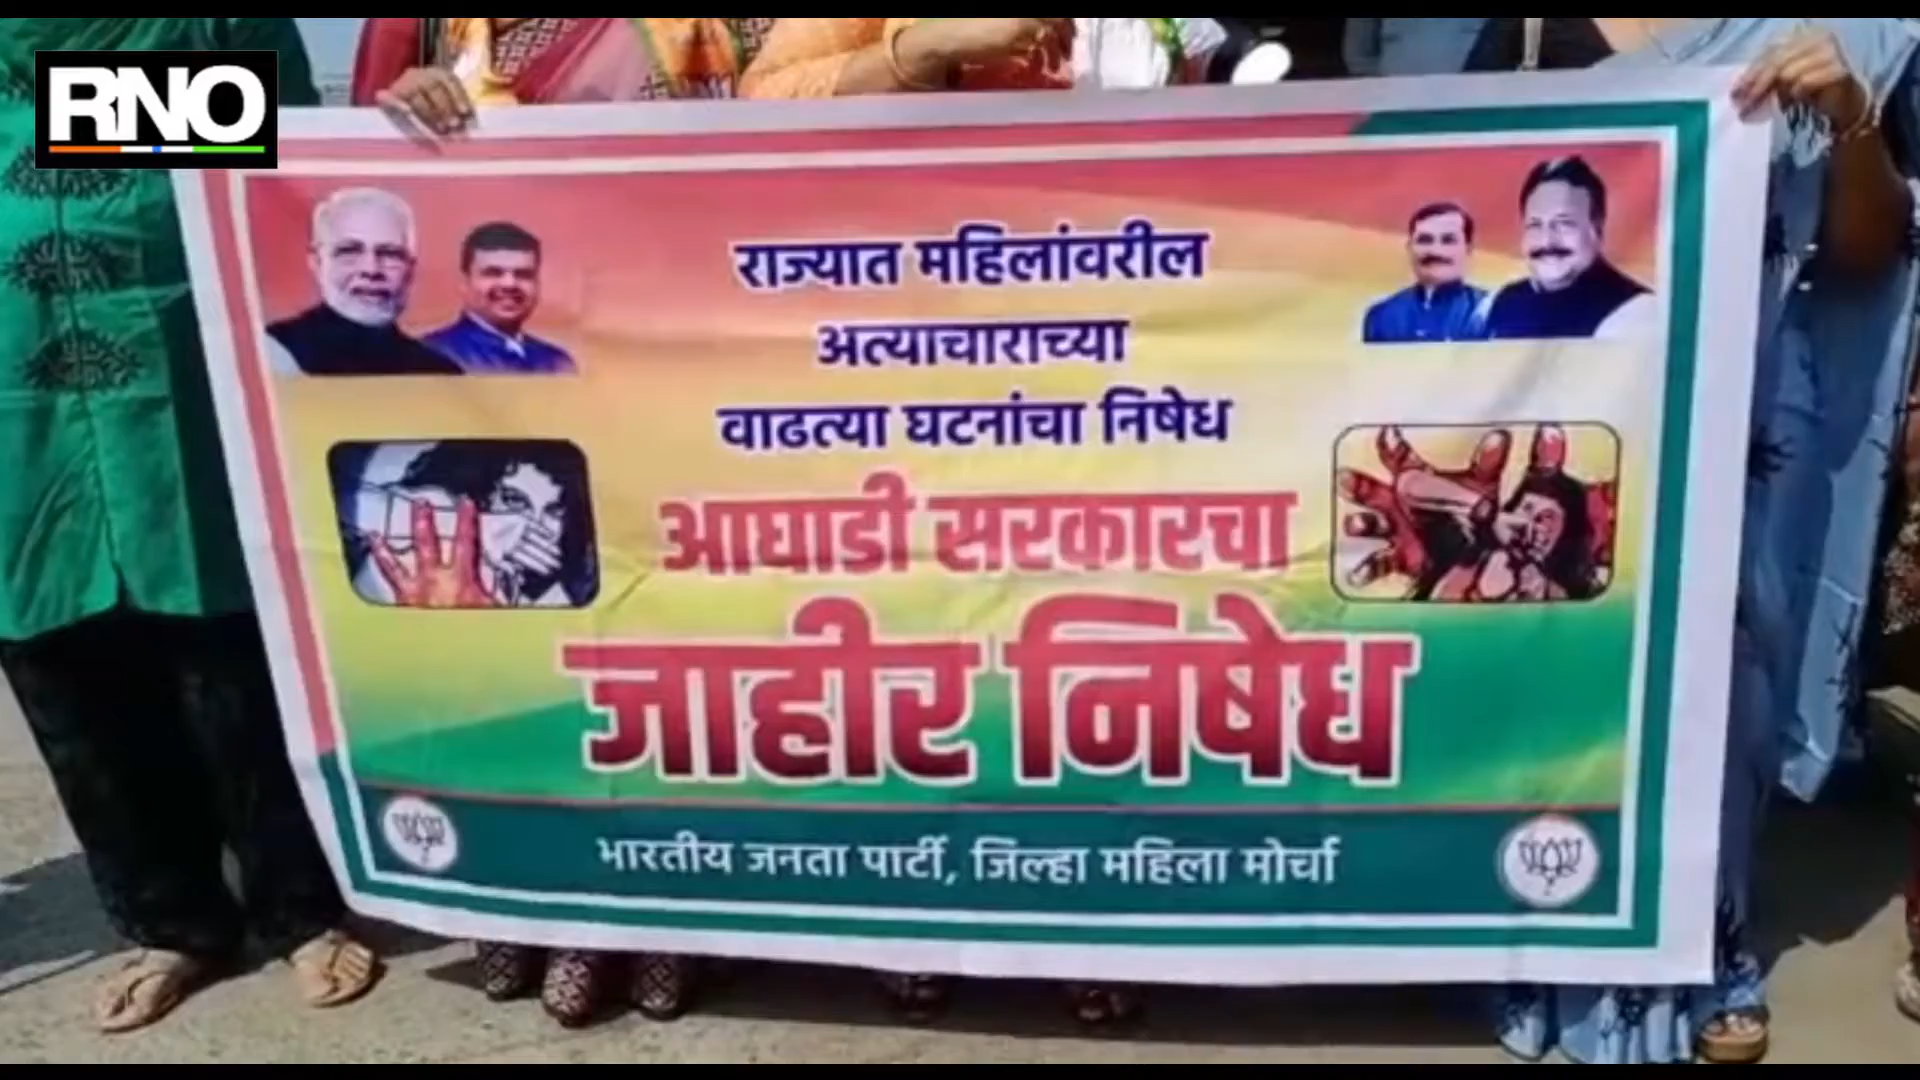 RNO
राज्यात महिलांवरील
अत्याचाराच्या
वाढत्या घटनांचा निषेध
आघाडी सरकारचा
जाहीर निषेध
भारतीय जनता पार्टी, जिल्हा महिला मोर्चा